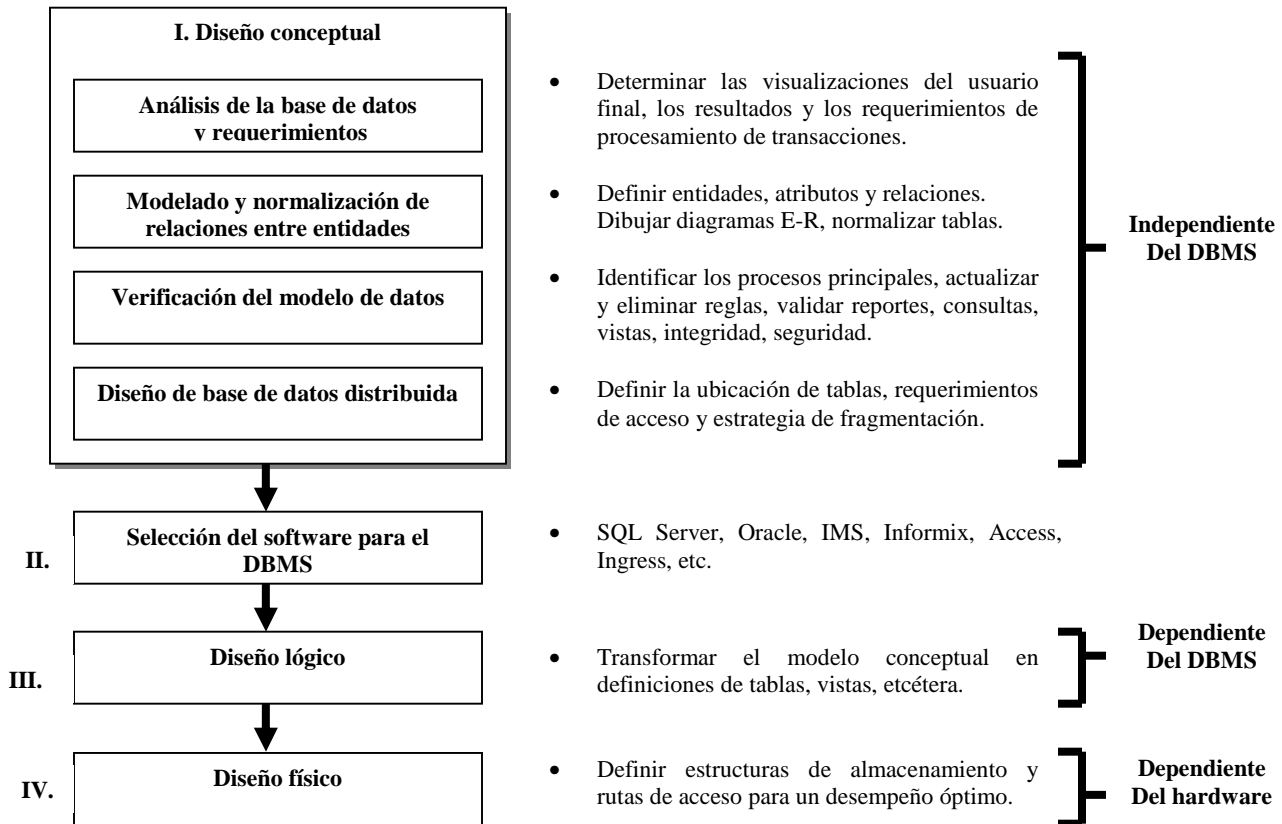 I. Diseño conceptual
Análisis de la base de datos
y requerimientos
• Determinar las visualizaciones del usuario
final, los resultados y los requerimientos de
procesamiento de transacciones.
Modelado y normalización de
relaciones entre entidades
• Definir entidades, atributos y relaciones.
Dibujar diagramas E-R, normalizar tablas.
Verificación del modelo de datos
• Identificar los procesos principales, actualizar
y eliminar reglas, validar reportes, consultas,
vistas, integridad, seguridad.
Diseño de base de datos distribuida
• Definir la ubicación de tablas, requerimientos
de acceso y estrategia de fragmentación.
Independiente
Del DBMS
II.
Selección del software para el
DBMS
• SQL Server, Oracle, IMS, Informix, Access,
Ingress, etc.
III.
Diseño lógico
• Transformar el modelo conceptual en
definiciones de tablas, vistas, etcétera.
Dependiente
Del DBMS
IV.
Diseño físico
• Definir estructuras de almacenamiento y
rutas de acceso para un desempeño óptimo.
Dependiente
Del hardware